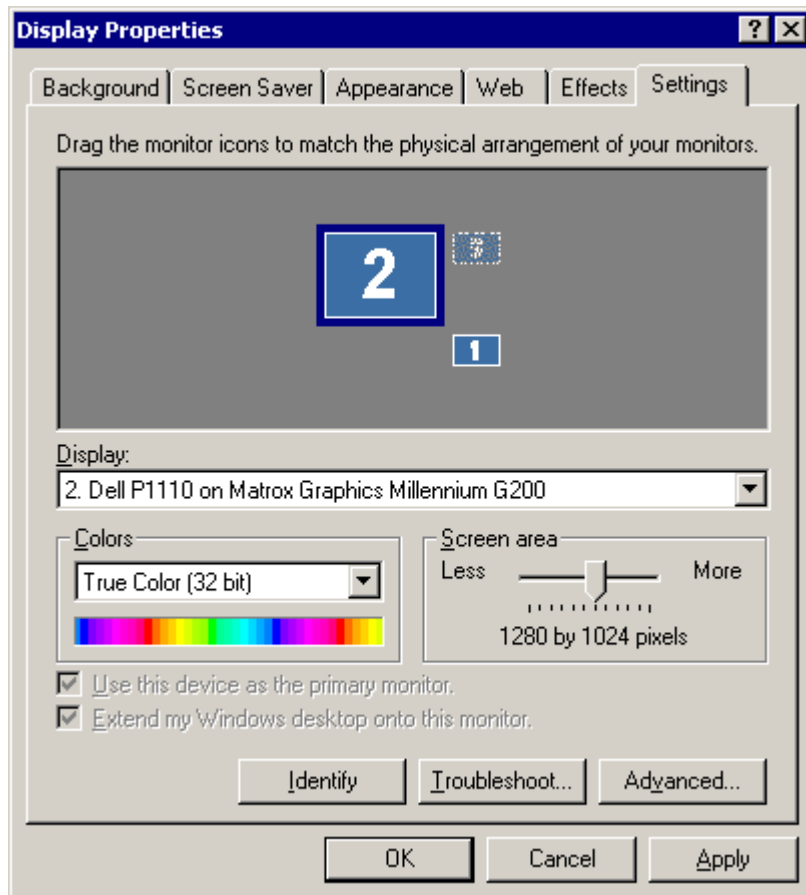 Display Properties
Background Screen Saver Appearance Web Effects Settings
Drag the monitor icons to match the physical arrangement of your monitors.
2
1
Display:
2. Dell P1110 on Matrox Graphics Millennium G200
Colors
True Color (32 bit)
Screen area
Less More
1280 by 1024 pixels
Use this device as the primary monitor.
Extend my Windows desktop onto this monitor.
Identify Troubleshoot... Advanced...
OK Cancel Apply